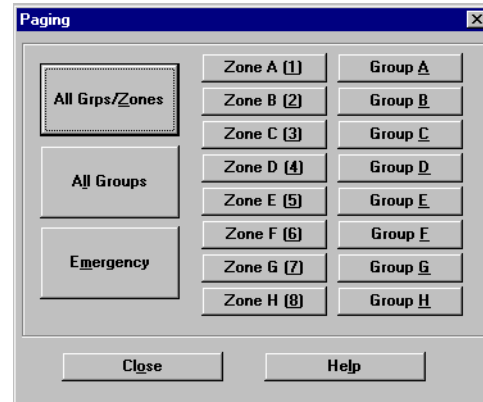 Paging
All Grps/Zones
All Groups
Emergency
Zone A (1)
Zone B (2)
Zone C (3)
Zone D (4)
Zone E (5)
Zone F (6)
Zone G (7)
Zone H (8)
Group A
Group B
Group C
Group D
Group E
Group F
Group G
Group H
Close
Help